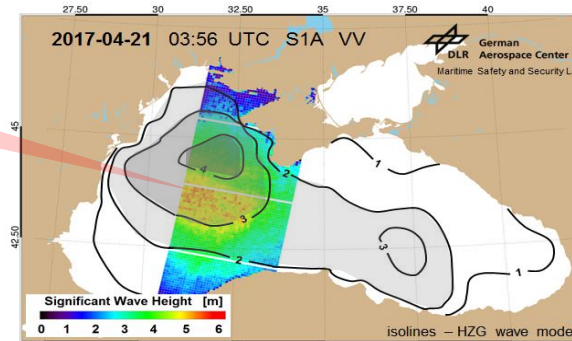 27.50 30 32.50 35 37.50 40
2017-04-21 03:56 UTC S1A VV
German
DLR Aerospace Center
Maritime Safety and Security L
45
42.50
1
2
4
3
3
2
1
Significant Wave Height [m]
0 1 2 3 4 5 6
isolines – HZG wave mode